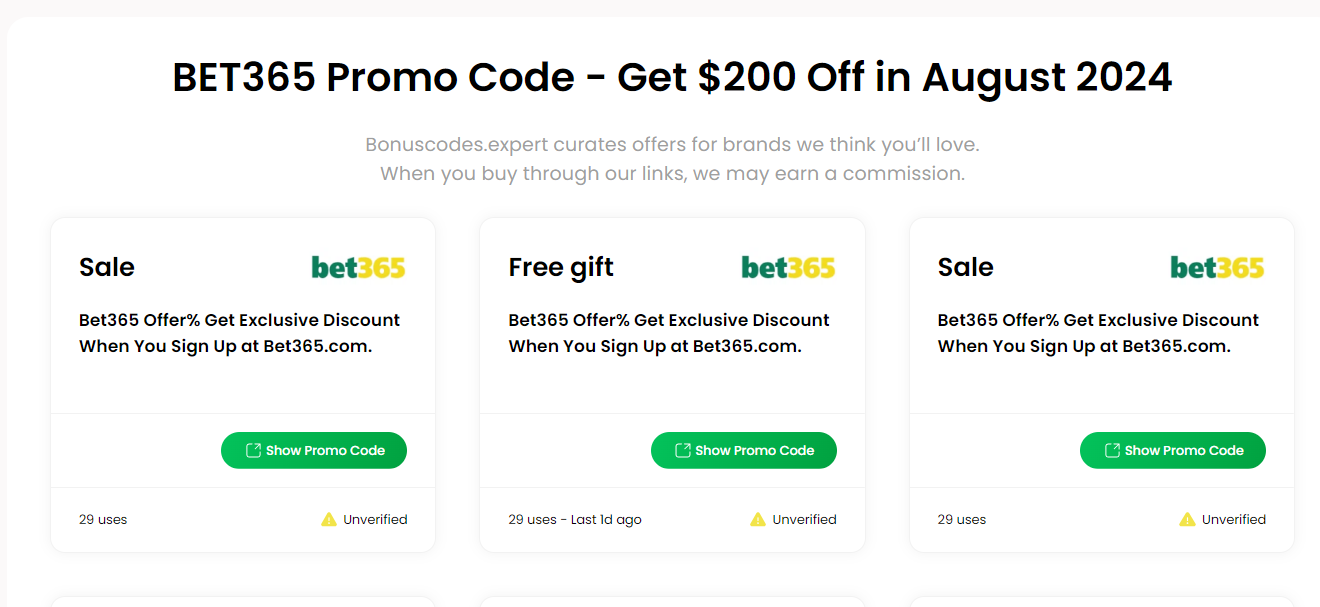 BET365 Promo Code - Get $200 Off in August 2024
Bonuscodes.expert curates offers for brands we think you’ll love.
When you buy through our links, we may earn a commission.
Sale
bet365
Bet365 Offer% Get Exclusive Discount
When You Sign Up at Bet365.com.
Show Promo Code
29 uses
Unverified
Free gift
bet365
Bet365 Offer% Get Exclusive Discount
When You Sign Up at Bet365.com.
Show Promo Code
29 uses - Last 1d ago
Unverified
Sale
bet365
Bet365 Offer% Get Exclusive Discount
When You Sign Up at Bet365.com.
Show Promo Code
29 uses
Unverified